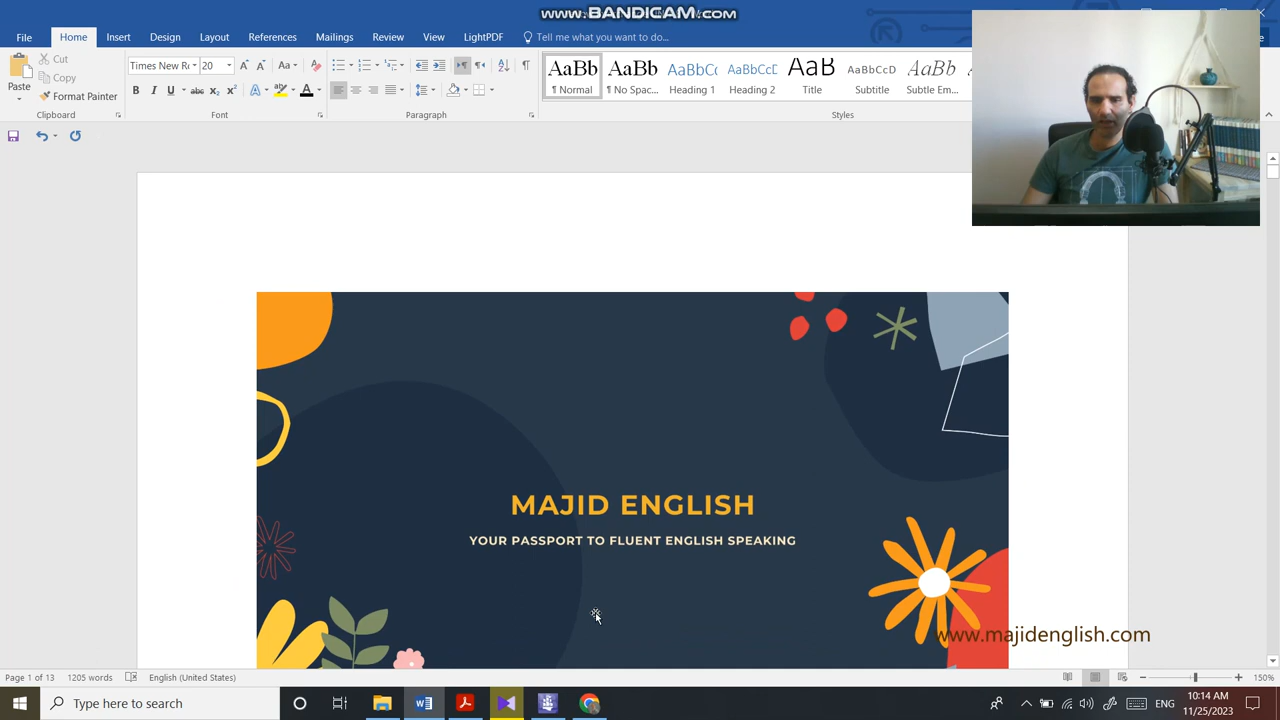 www.BANDICAM.com
File Home Insert Design Layout References Mailings Review View LightPDF Tell me what you want to do...
Paste
Cut
Copy
Format Painter
Clipboard
Times New Ro 20
Font
Paragraph
AaBb AaBb AaBbCc AaBbCcD AaB AaBbCcD AaBb
¶ Normal ¶ No Spac... Heading 1 Heading 2 Title Subtitle Subtle Em...
Styles
MAJID ENGLISH
YOUR PASSPORT TO FLUENT ENGLISH SPEAKING
www.majidenglish.com
Page 1 of 13 1205 words English (United States) 150%
Type here to search
ENG
10:14 AM
11/25/2023